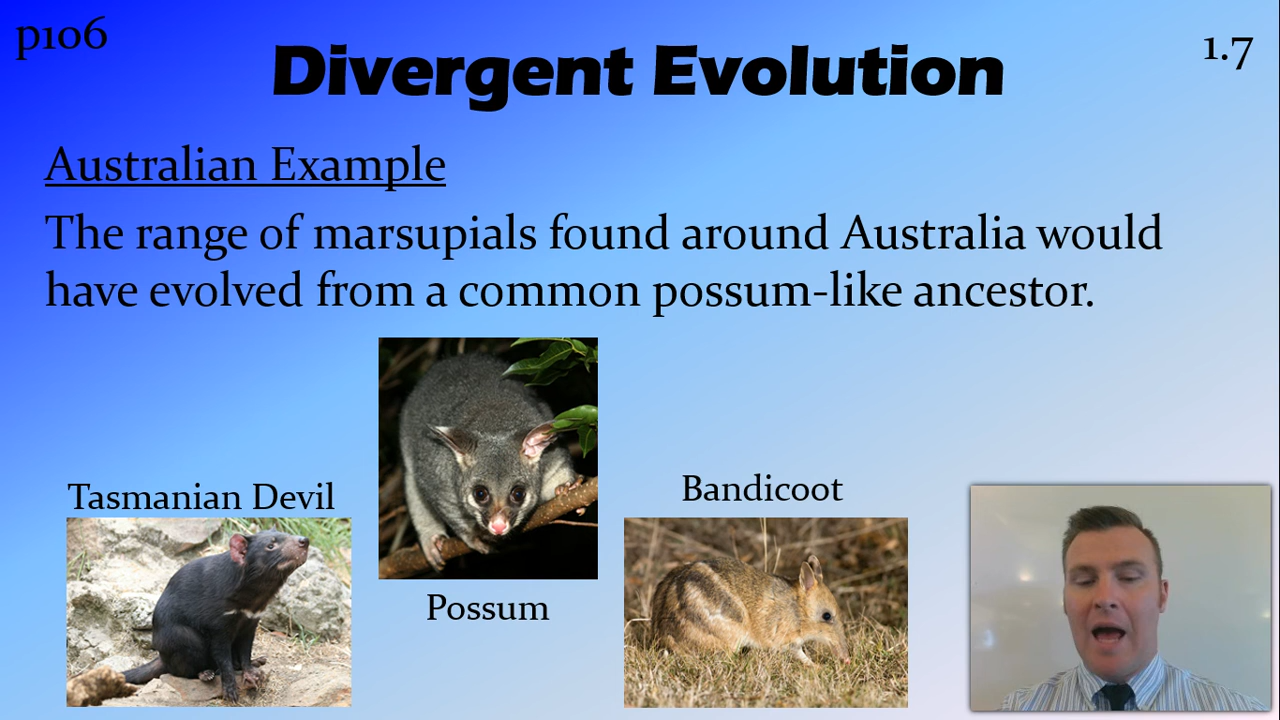 p106
1.7
Divergent Evolution
Australian Example
The range of marsupials found around Australia would
have evolved from a common possum-like ancestor.
Tasmanian Devil
Bandicoot
Possum